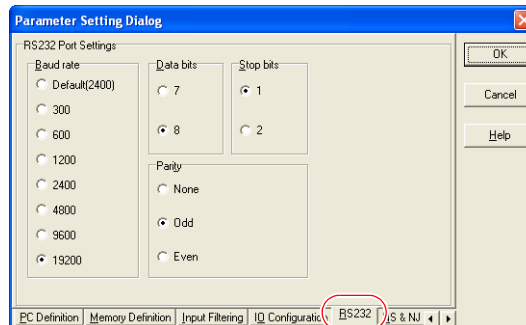 Parameter Setting Dialog
RS232 Port Settings
Baud rate
Default(2400)
300
600
1200
2400
4800
9600
19200
Data bits
7
8
Stop bits
1
2
Parity
None
Odd
Even
OK
Cancel
Help
PC Definition
Memory Definition
Input Filtering
IO Configuration
RS232
S & NJ